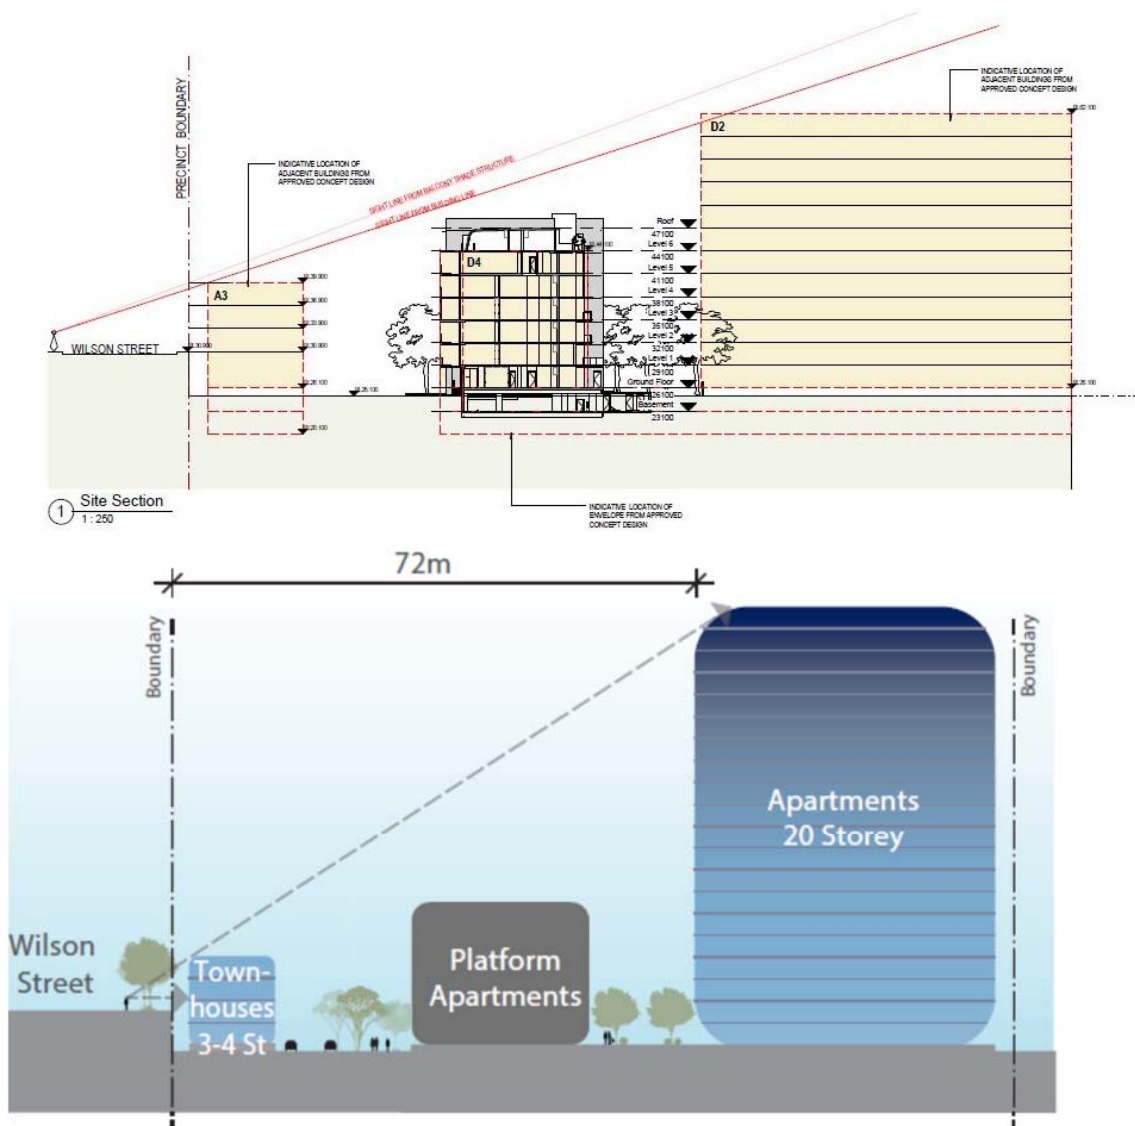 PRECINCT BOUNDARY
INDICATIVE LOCATION OF
ADJACENT BUILDINGS FROM
APPROVED CONCEPT DESIGN
INDICATIVE LOCATION OF
ADJACENT BUILDINGS FROM
APPROVED CONCEPT DESIGN
SIGHT LINE FROM BALCONY SHADE STRUCTURE
SIGHT LINE FROM BUILDING LINE
D2
D4
A3
WILSON STREET
Roof
47100
Level 6
44100
Level 5
41100
Level 4
38100
Level 3
35100
Level 2
32100
Level 1
29100
Ground Floor
26100
Basement
23100
1
Site Section
1 : 250
INDICATIVE LOCATION OF
ENVELOPE FROM APPROVED
CONCEPT DESIGN
72m
Boundary
Boundary
Wilson
Street
Town-
houses
3-4 St
Platform
Apartments
Apartments
20 Storey